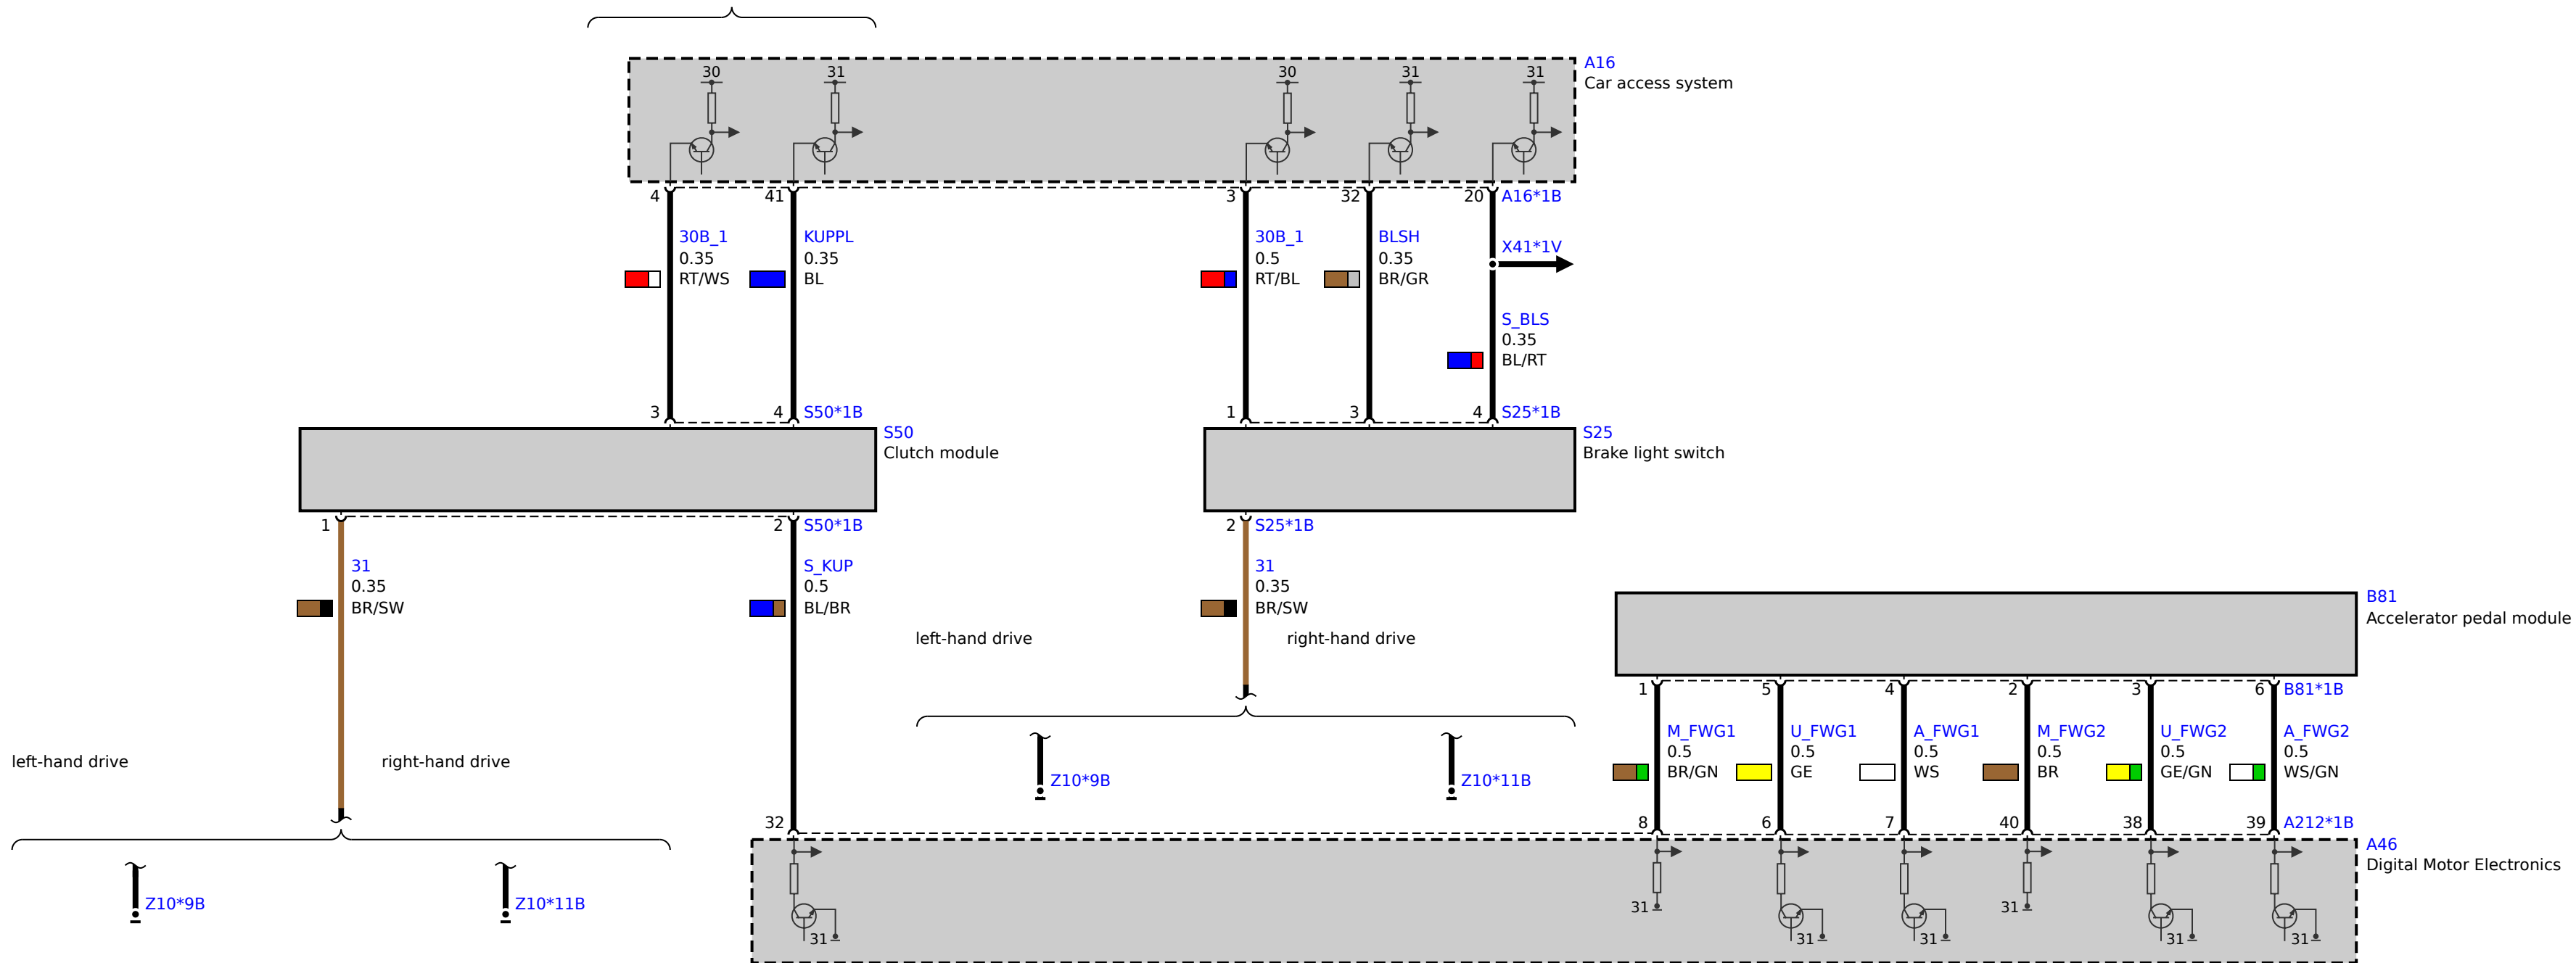 30
31
30
31
31
A16
Car access system
4
41
3
32
20
A16*1B
30B_1
0.35
RT/WS
KUPPL
0.35
BL
30B_1
0.5
RT/BL
BLSH
0.35
BR/GR
X41*1V
S_BLS
0.35
BL/RT
3
4
S50*1B
1
3
4
S25*1B
S50
Clutch module
S25
Brake light switch
1
2
S50*1B
2
S25*1B
31
0.35
BR/SW
S_KUP
0.5
BL/BR
31
0.35
BR/SW
left-hand drive
right-hand drive
B81
Accelerator pedal module
1
5
4
2
3
6
B81*1B
M_FWG1
0.5
BR/GN
U_FWG1
0.5
GE
A_FWG1
0.5
WS
M_FWG2
0.5
BR
U_FWG2
0.5
GE/GN
A_FWG2
0.5
WS/GN
left-hand drive
right-hand drive
Z10*9B
Z10*11B
32
8
6
7
40
38
39
A212*1B
A46
Digital Motor Electronics
Z10*9B
Z10*11B
31
31
31
31
31
31
31